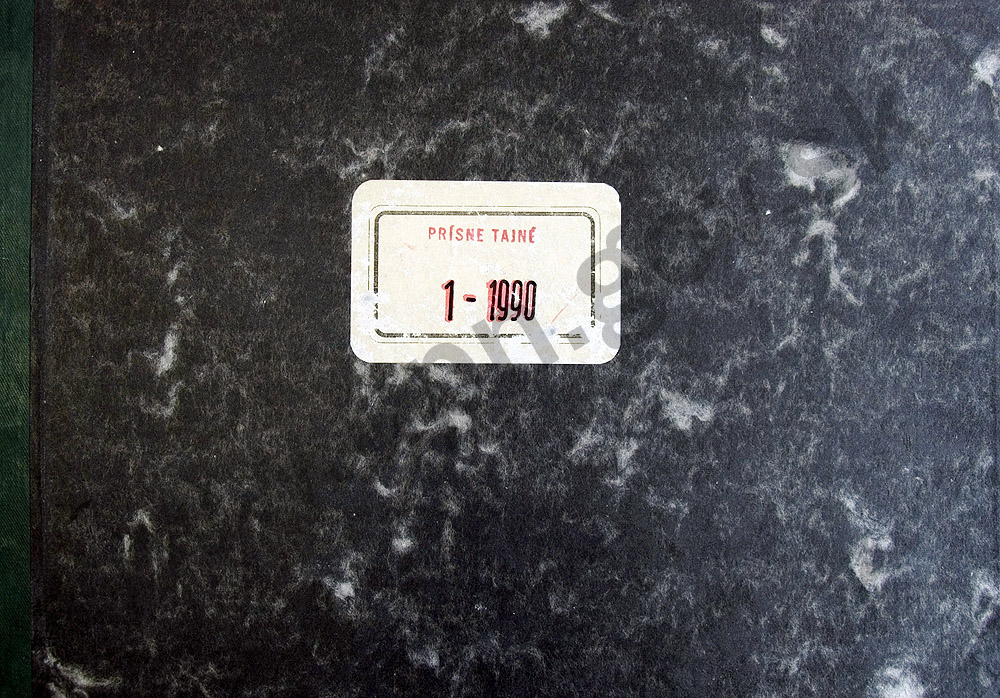 PRÍSNE TAJNÉ
1 - 1990